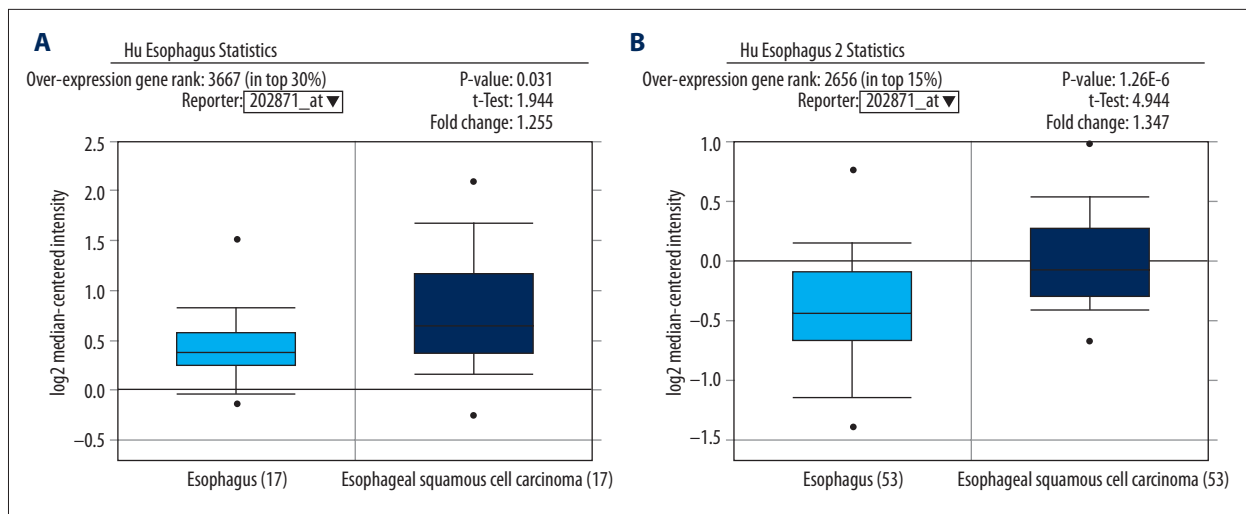 A
Hu Esophagus Statistics
Over-expression gene rank: 3667 (in top 30%)
Reporter: 202871_at ▼
P-value: 0.031
t-Test: 1.944
Fold change: 1.255
log2 median-centered intensity
2.5
2.0
1.5
1.0
0.5
0.0
–0.5
Esophagus (17)
Esophageal squamous cell carcinoma (17)
B
Hu Esophagus 2 Statistics
Over-expression gene rank: 2656 (in top 15%)
Reporter: 202871_at ▼
P-value: 1.26E-6
t-Test: 4.944
Fold change: 1.347
log2 median-centered intensity
1.0
0.5
0.0
–0.5
–1.0
–1.5
Esophagus (53)
Esophageal squamous cell carcinoma (53)